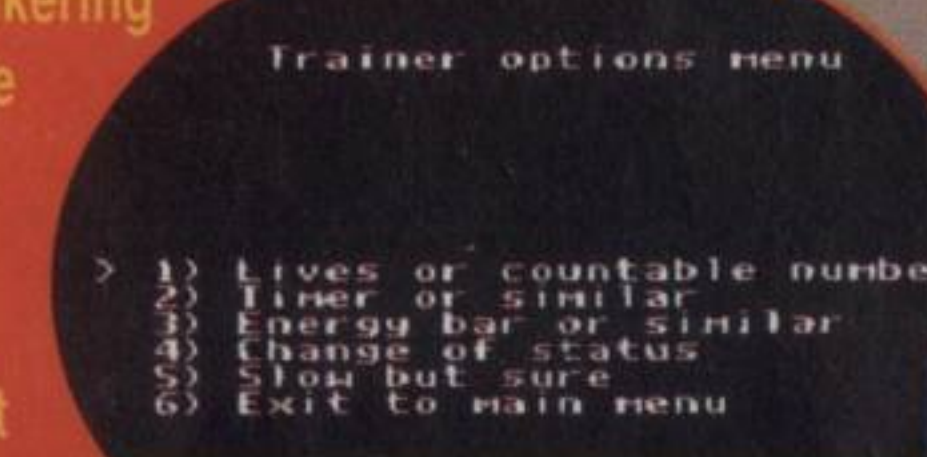 kering
e
Trainer options menu
> 1) Lives or countable numbe
2) Timer or similar
3) Energy bar or similar
4) Change of status
5) Slow but sure
6) Exit to main menu
t